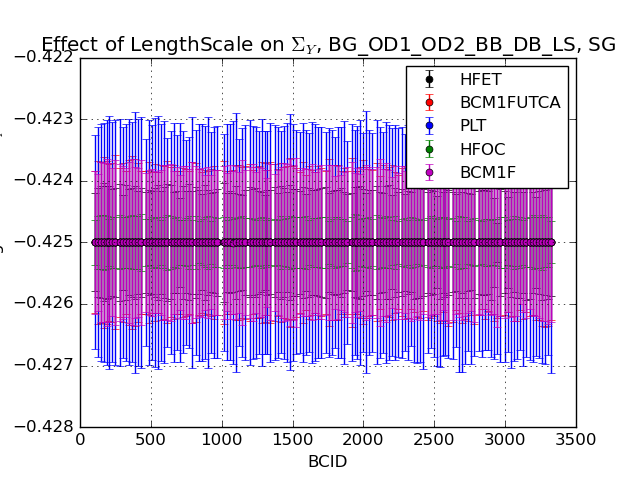 Effect of LengthScale on Σ_Y, BG_OD1_OD2_BB_DB_LS, SG
−0.422
−0.423
−0.424
−0.425
−0.426
−0.427
−0.428
HFET
BCM1FUTCA
PLT
HFOC
BCM1F
0 500 1000 1500 2000 2500 3000 3500
BCID